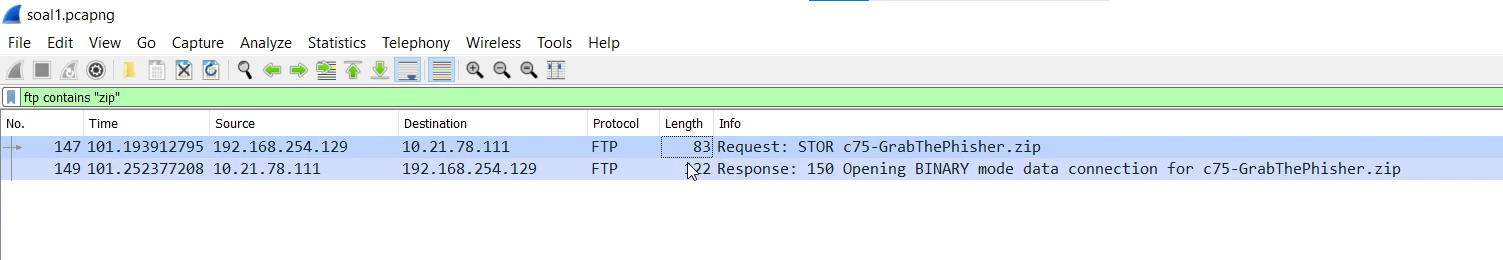 soal1.pcapng
File Edit View Go Capture Analyze Statistics Telephony Wireless Tools Help
ftp contains "zip"
No. Time Source Destination Protocol Length Info
147 101.193912795 192.168.254.129 10.21.78.111 FTP 83 Request: STOR c75-GrabThePhisher.zip
149 101.252377208 10.21.78.111 192.168.254.129 FTP Response: 150 Opening BINARY mode data connection for c75-GrabThePhisher.zip